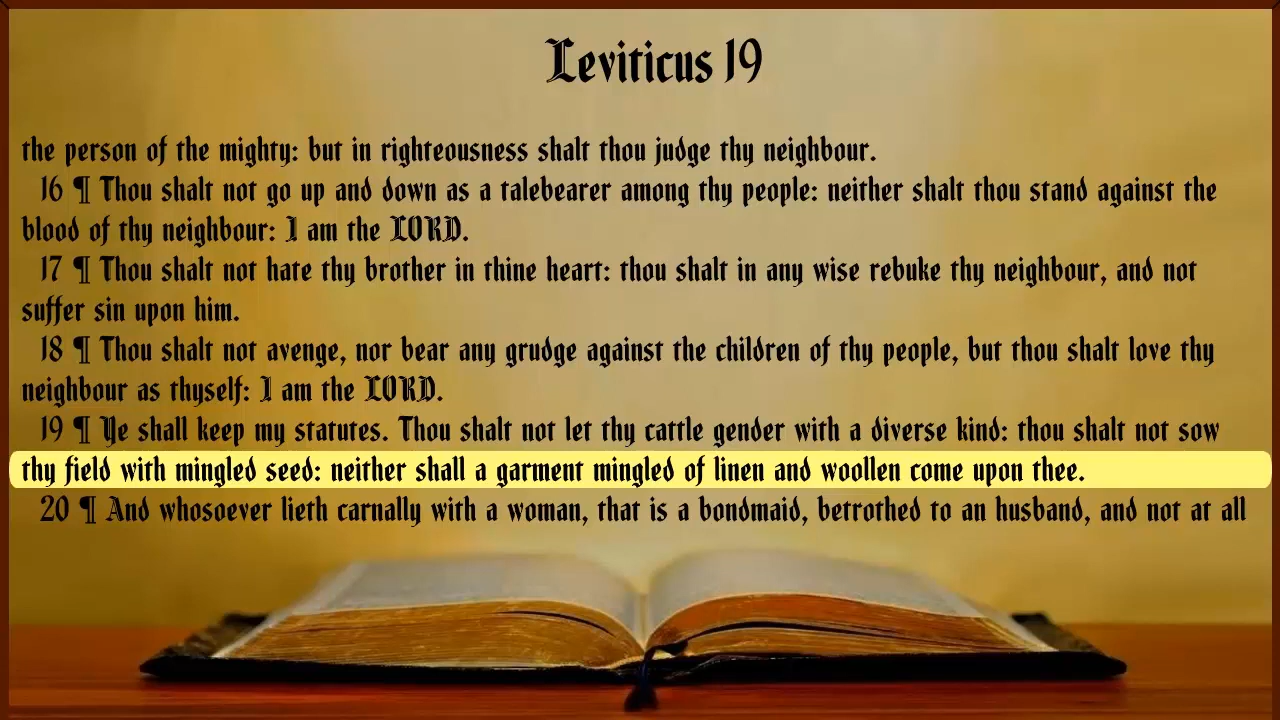 Leviticus 19
the person of the mighty: but in righteousness shalt thou judge thy neighbour.
16 ¶ Thou shalt not go up and down as a talebearer among thy people: neither shalt thou stand against the
blood of thy neighbour: I am the LORD.
17 ¶ Thou shalt not hate thy brother in thine heart: thou shalt in any wise rebuke thy neighbour, and not
suffer sin upon him.
18 ¶ Thou shalt not avenge, nor bear any grudge against the children of thy people, but thou shalt love thy
neighbour as thyself: I am the LORD.
19 ¶ Ye shall keep my statutes. Thou shalt not let thy cattle gender with a diverse kind: thou shalt not sow
thy field with mingled seed: neither shall a garment mingled of linen and woollen come upon thee.
20 ¶ And whosoever lieth carnally with a woman, that is a bondmaid, betrothed to an husband, and not at all